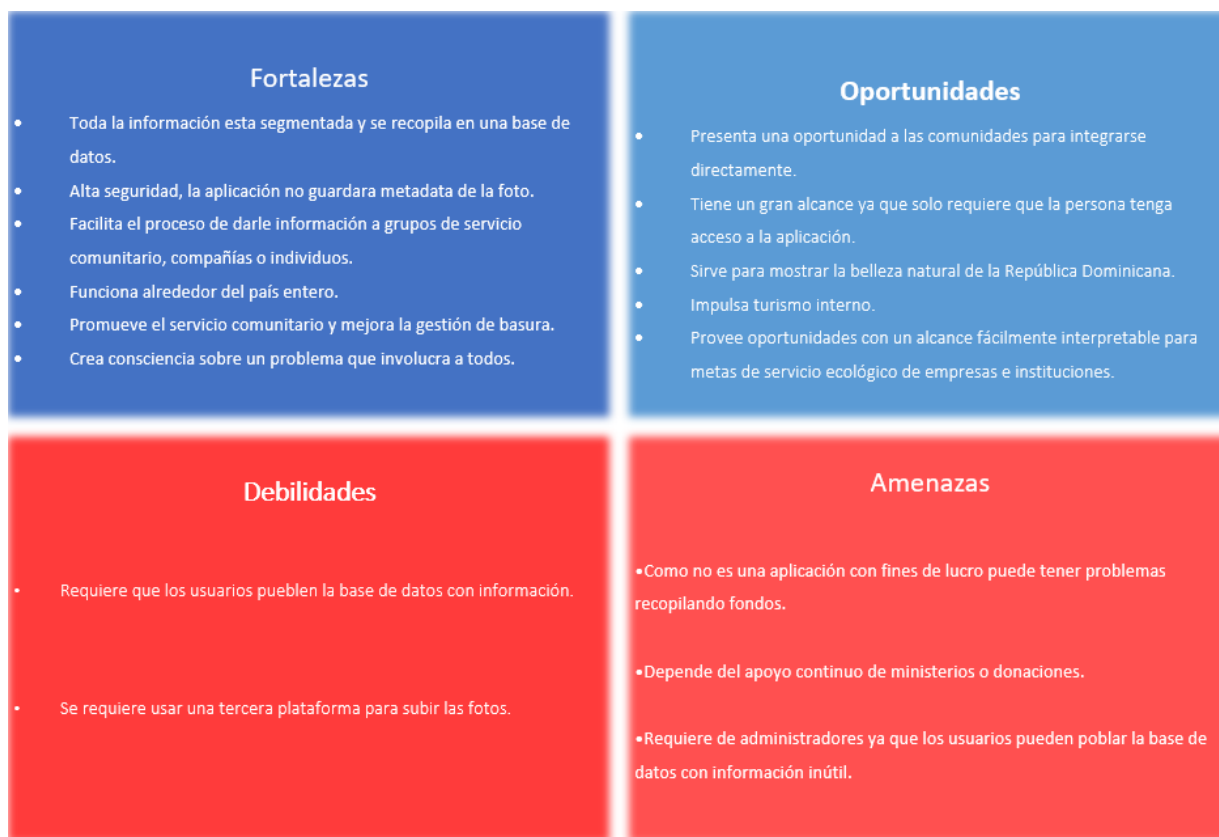 Fortalezas
• Toda la información esta segmentada y se recopila en una base de
datos.
• Alta seguridad, la aplicación no guardara metadata de la foto.
• Facilita el proceso de darle información a grupos de servicio
comunitario, compañías o individuos.
• Funciona alrededor del país entero.
• Promueve el servicio comunitario y mejora la gestión de basura.
• Crea consciencia sobre un problema que involucra a todos.
Oportunidades
• Presenta una oportunidad a las comunidades para integrarse
directamente.
• Tiene un gran alcance ya que solo requiere que la persona tenga
acceso a la aplicación.
• Sirve para mostrar la belleza natural de la República Dominicana.
• Impulsa turismo interno.
• Provee oportunidades con un alcance fácilmente interpretable para
metas de servicio ecológico de empresas e instituciones.
Debilidades
• Requiere que los usuarios pueblen la base de datos con información.
• Se requiere usar una tercera plataforma para subir las fotos.
Amenazas
•Como no es una aplicación con fines de lucro puede tener problemas
recopilando fondos.
•Depende del apoyo continuo de ministerios o donaciones.
•Requiere de administradores ya que los usuarios pueden poblar la base de
datos con información inútil.